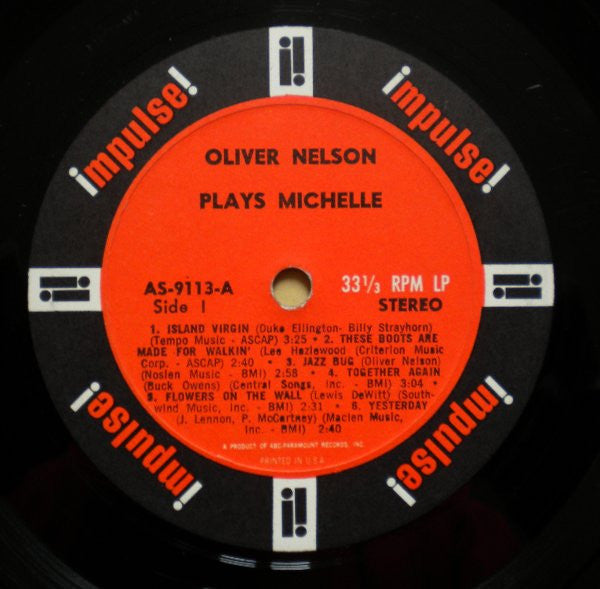 impulse!
impulse!
OLIVER NELSON
PLAYS MICHELLE
AS-9113-A
Side 1
33 1/3 RPM LP
STEREO
1. ISLAND VIRGIN (Duke Ellington- Billy Strayhorn)
(Tempo Music - ASCAP) 3:25 • 2. THESE BOOTS ARE
MADE FOR WALKIN' (Lee Hazlewood) (Criterion Music
Corp. - ASCAP) 2:40 • 3. JAZZ BUG (Oliver Nelson)
(Noslen Music - BMI) 2:58 • 4. TOGETHER AGAIN
(Buck Owens) (Central Songs, Inc. - BMI) 3:04 •
5. FLOWERS ON THE WALL (Lewis DeWitt) (South-
wind Music, Inc. - BMI) 2:31 • 6. YESTERDAY
(J. Lennon, P. McCartney) (Maclen Music,
Inc. - BMI) 2:40
A PRODUCT OF ABC-PARAMOUNT RECORDS, INC.
PRINTED IN U.S.A.
impulse!
impulse!